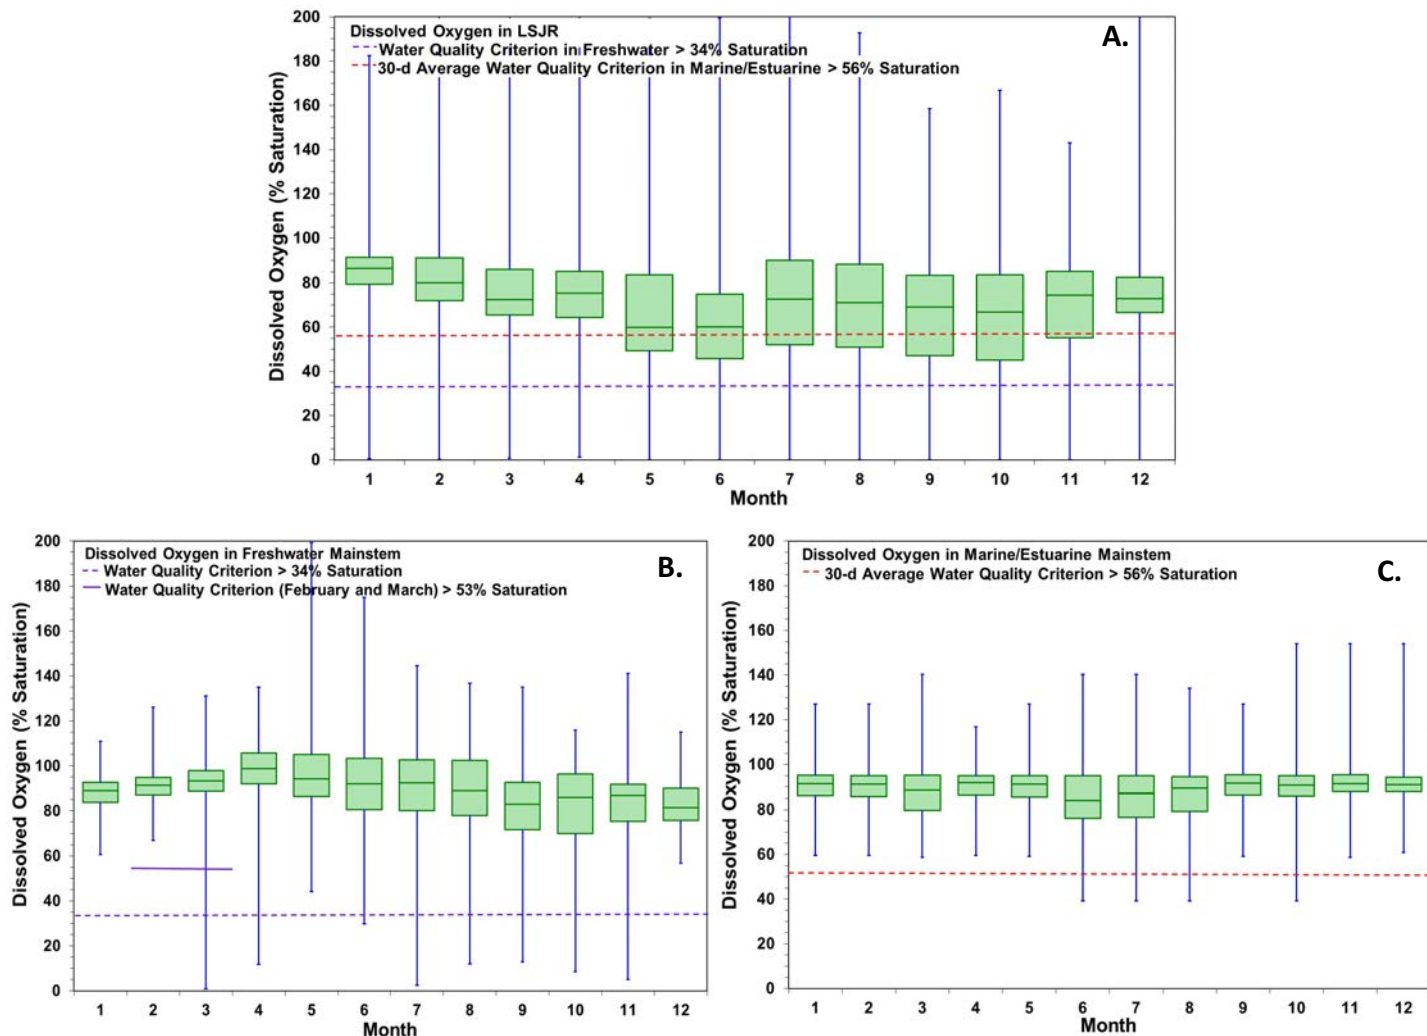 Dissolved Oxygen in LSJR
Water Quality Criterion in Freshwater > 34% Saturation
30-d Average Water Quality Criterion in Marine/Estuarine > 56% Saturation
A.
Dissolved Oxygen (% Saturation)
200
180
160
140
120
100
80
60
40
20
0
1 2 3 4 5 6 7 8 9 10 11 12
Month
Dissolved Oxygen in Freshwater Mainstem
Water Quality Criterion > 34% Saturation
Water Quality Criterion (February and March) > 53% Saturation
B.
Dissolved Oxygen (% Saturation)
200
180
160
140
120
100
80
60
40
20
0
1 2 3 4 5 6 7 8 9 10 11 12
Month
Dissolved Oxygen in Marine/Estuarine Mainstem
30-d Average Water Quality Criterion > 56% Saturation
C.
Dissolved Oxygen (% Saturation)
200
180
160
140
120
100
80
60
40
20
0
1 2 3 4 5 6 7 8 9 10 11 12
Month